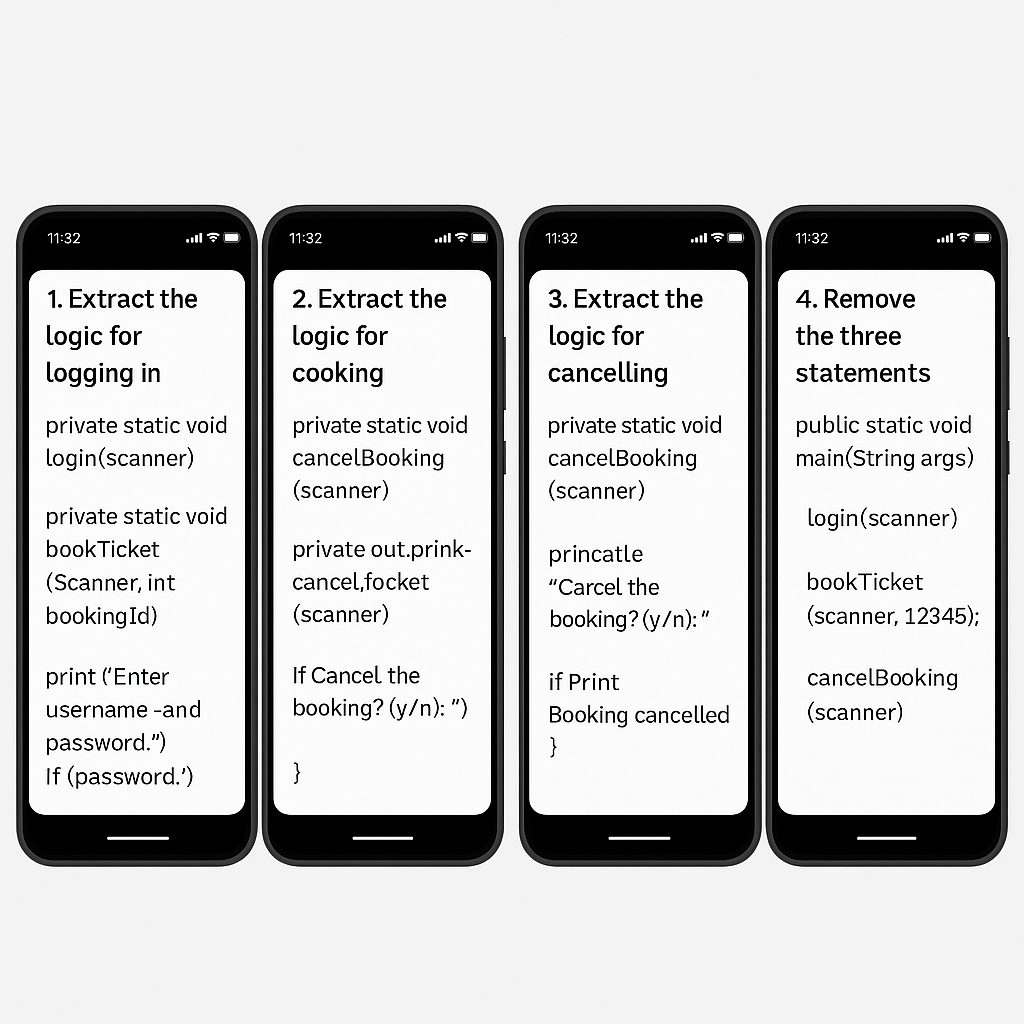 11:32
1. Extract the
logic for
logging in
private static void
login(scanner)
private static void
bookTicket
(Scanner, int
bookingId)
print (‘Enter
username -and
password.”)
If (password.’)
11:32
2. Extract the
logic for
cooking
private static void
cancelBooking
(scanner)
private out.prink-
cancel,focket
(scanner)
If Cancel the
booking? (y/n): ”)
}
11:32
3. Extract the
logic for
cancelling
private static void
cancelBooking
(scanner)
princatle
“Carcel the
booking? (y/n): ”
if Print
Booking cancelled
}
11:32
4. Remove
the three
statements
public static void
main(String args)
login(scanner)
bookTicket
(scanner, 12345);
cancelBooking
(scanner)